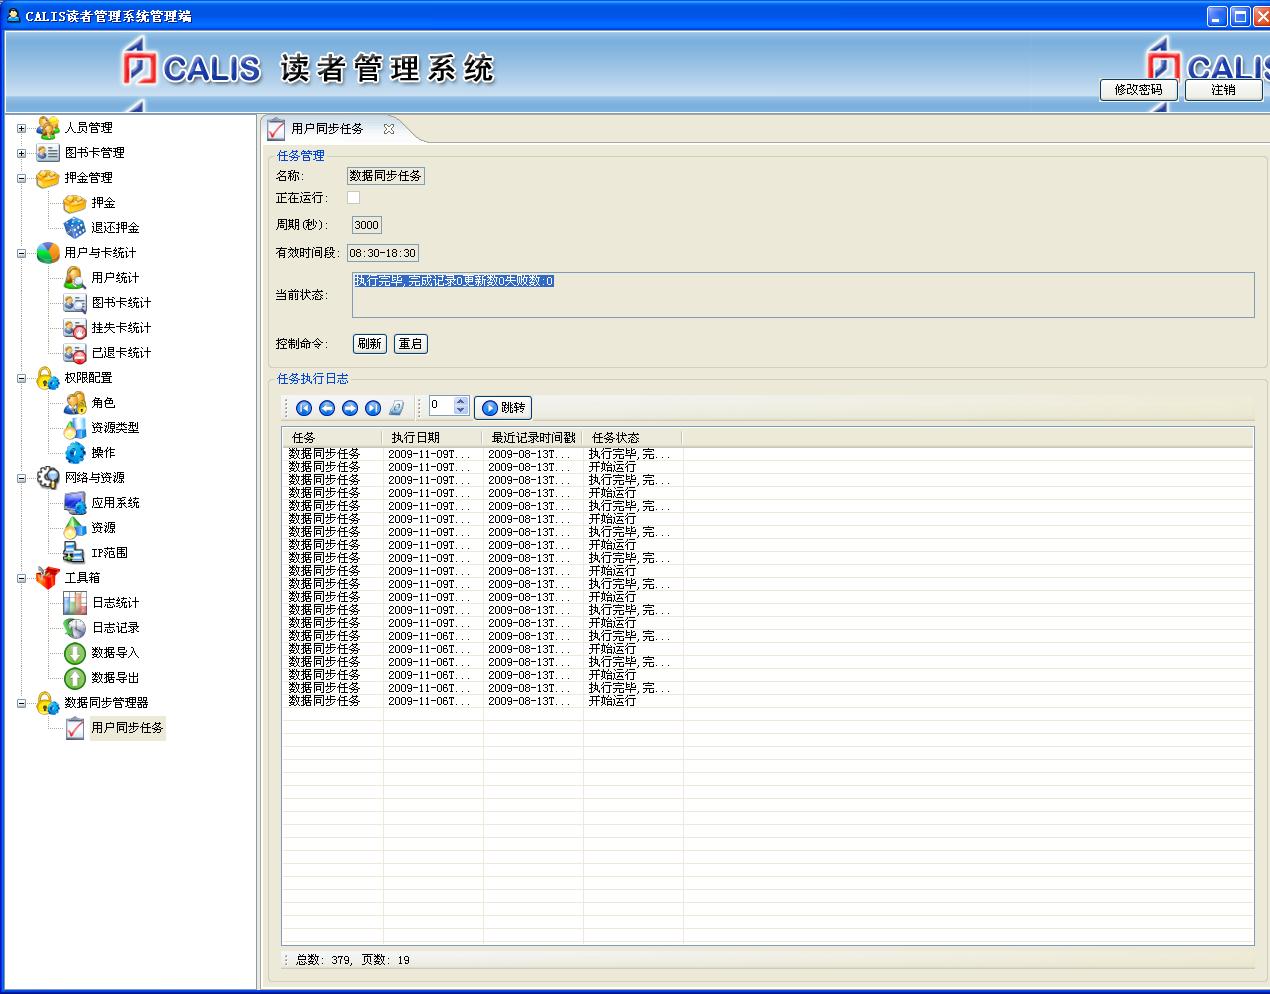 CALIS读者管理系统管理端
CALIS 读者管理系统
CALIS
修改密码 注销
人员管理
图书卡管理
押金管理
押金
退还押金
用户与卡统计
用户统计
图书卡统计
挂失卡统计
已退卡统计
权限配置
角色
资源类型
操作
网络与资源
应用系统
资源
IP范围
工具箱
日志统计
日志记录
数据导入
数据导出
数据同步管理器
用户同步任务
用户同步任务
任务管理
名称: 数据同步任务
正在运行:
周期(秒): 3000
有效时间段: 08:30-18:30
当前状态: 执行完毕,完成记录0更新数0失败数:0
控制命令: 刷新 重启
任务执行日志
0 跳转
任务 执行日期 最近记录时间戳 任务状态
数据同步任务 2009-11-09T... 2009-08-13T... 执行完毕,完...
数据同步任务 2009-11-09T... 2009-08-13T... 开始运行
数据同步任务 2009-11-09T... 2009-08-13T... 执行完毕,完...
数据同步任务 2009-11-09T... 2009-08-13T... 开始运行
数据同步任务 2009-11-09T... 2009-08-13T... 执行完毕,完...
数据同步任务 2009-11-09T... 2009-08-13T... 开始运行
数据同步任务 2009-11-09T... 2009-08-13T... 执行完毕,完...
数据同步任务 2009-11-09T... 2009-08-13T... 开始运行
数据同步任务 2009-11-09T... 2009-08-13T... 执行完毕,完...
数据同步任务 2009-11-09T... 2009-08-13T... 开始运行
数据同步任务 2009-11-09T... 2009-08-13T... 执行完毕,完...
数据同步任务 2009-11-09T... 2009-08-13T... 开始运行
数据同步任务 2009-11-09T... 2009-08-13T... 执行完毕,完...
数据同步任务 2009-11-09T... 2009-08-13T... 开始运行
数据同步任务 2009-11-06T... 2009-08-13T... 执行完毕,完...
数据同步任务 2009-11-06T... 2009-08-13T... 开始运行
数据同步任务 2009-11-06T... 2009-08-13T... 执行完毕,完...
数据同步任务 2009-11-06T... 2009-08-13T... 开始运行
数据同步任务 2009-11-06T... 2009-08-13T... 执行完毕,完...
数据同步任务 2009-11-06T... 2009-08-13T... 开始运行
总数: 379, 页数: 19